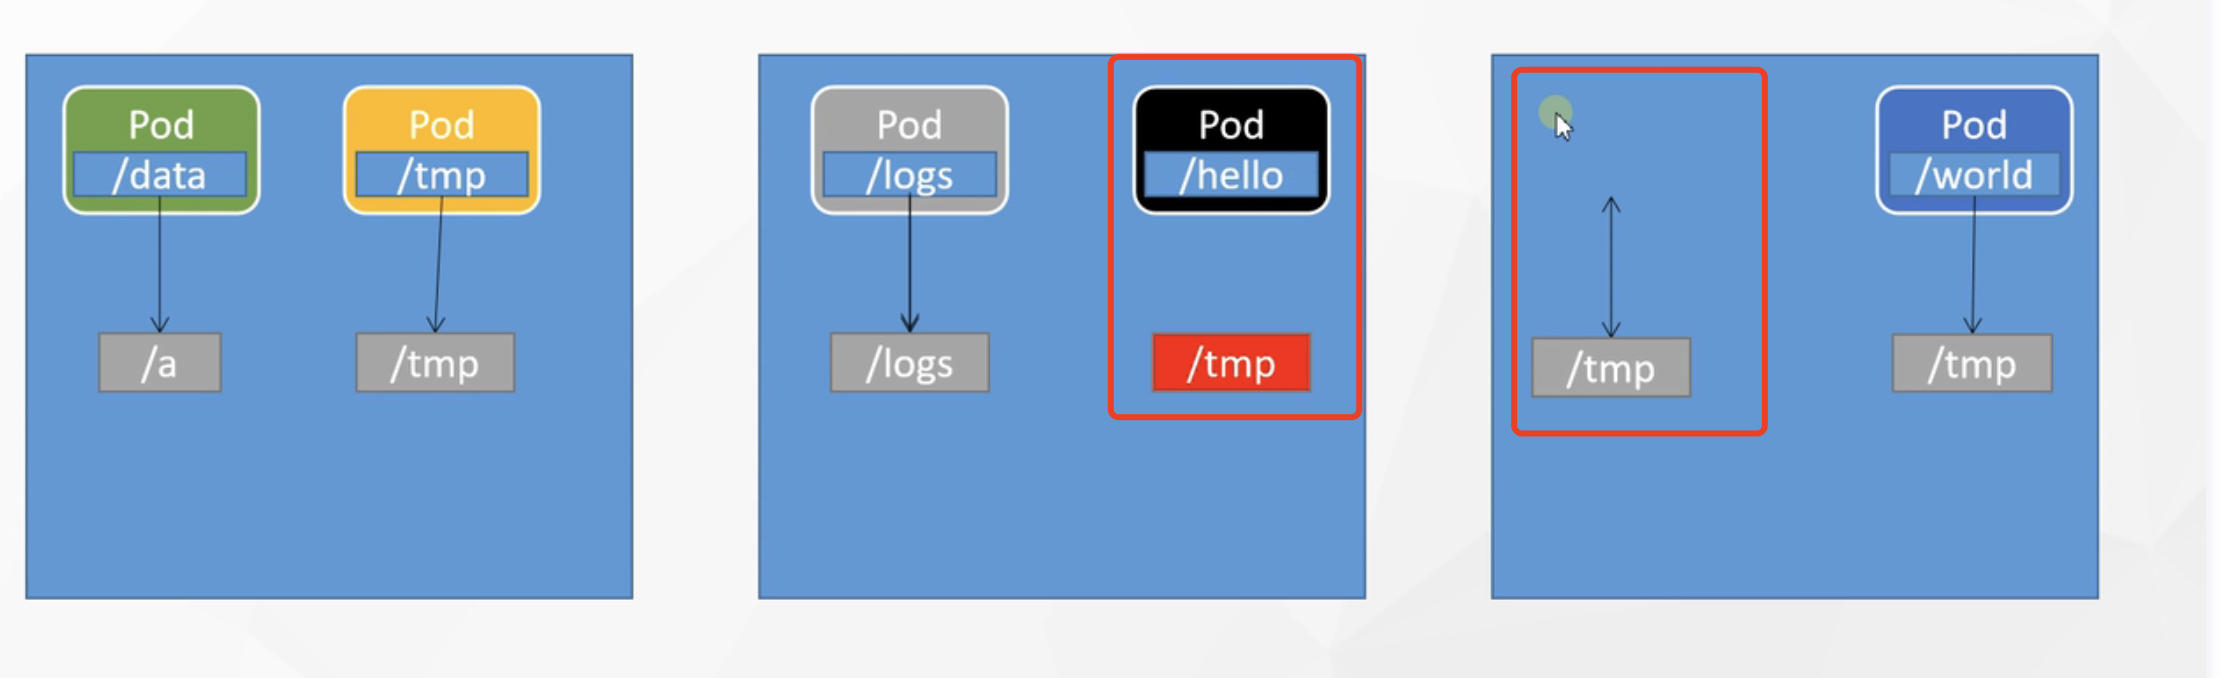 Pod
/data
Pod
/tmp
/a
/tmp
Pod
/logs
Pod
/hello
/logs
/tmp
Pod
/world
/tmp
/tmp